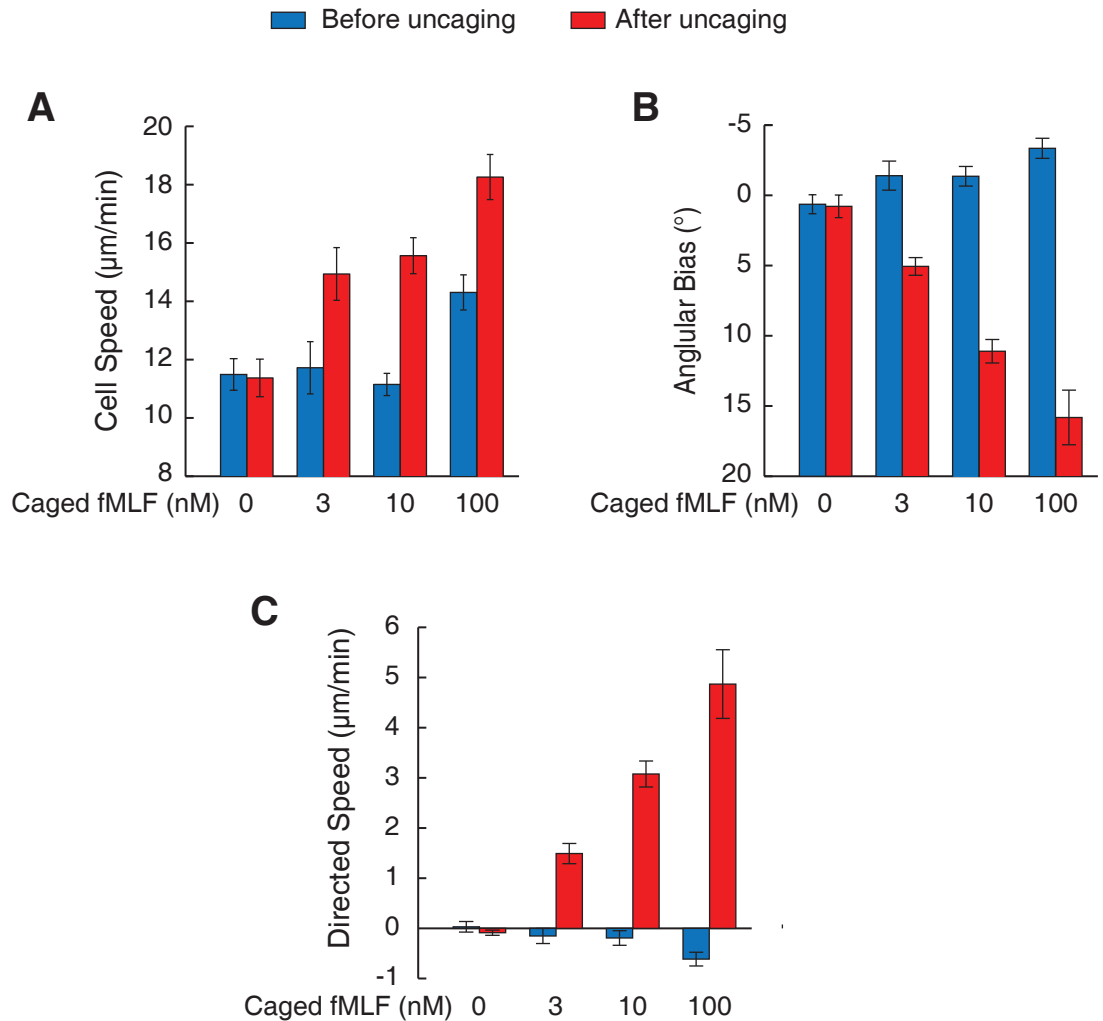 Before uncaging After uncaging
A
Cell Speed (µm/min)
20
18
16
14
12
10
8
Caged fMLF (nM) 0 3 10 100
B
Anglular Bias (°)
-5
0
5
10
15
20
Caged fMLF (nM) 0 3 10 100
C
Directed Speed (µm/min)
6
5
4
3
2
1
0
-1
Caged fMLF (nM) 0 3 10 100